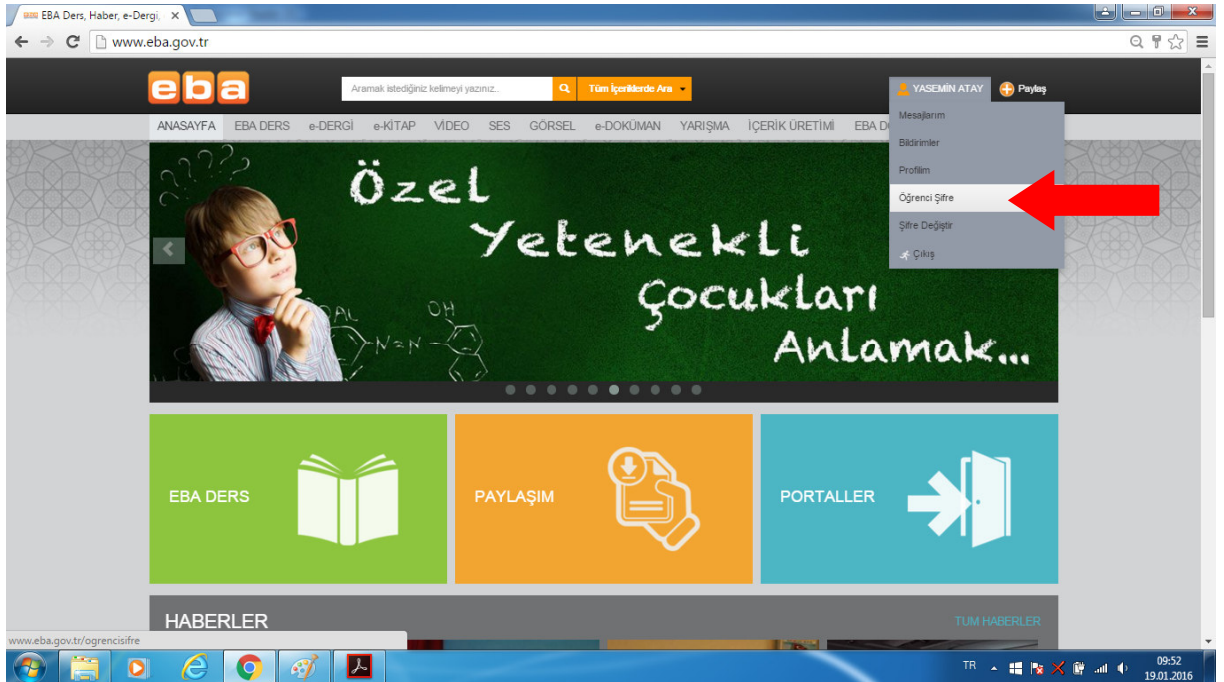 EBA Ders, Haber, e-Dergi,
www.eba.gov.tr
eba
Aramak istediğiniz kelimeyi yazınız..
Tüm İçeriklerde Ara
YASEMİN ATAY
Paylaş
ANASAYFA EBA DERS e-DERGİ e-KİTAP VİDEO SES GÖRSEL e-DOKÜMAN YARIŞMA İÇERİK ÜRETİMİ EBA
Mesajlarım
Bildirimler
Profilim
Öğrenci Şifre
Şifre Değiştir
Çıkış
Özel
Yetenekli
Çocukları
Anlamak...
OH
-N=N-
EBA DERS
PAYLAŞIM
PORTALLER
HABERLER
TÜM HABERLER
www.eba.gov.tr/ogrencisifre
TR
09:52
19.01.2016